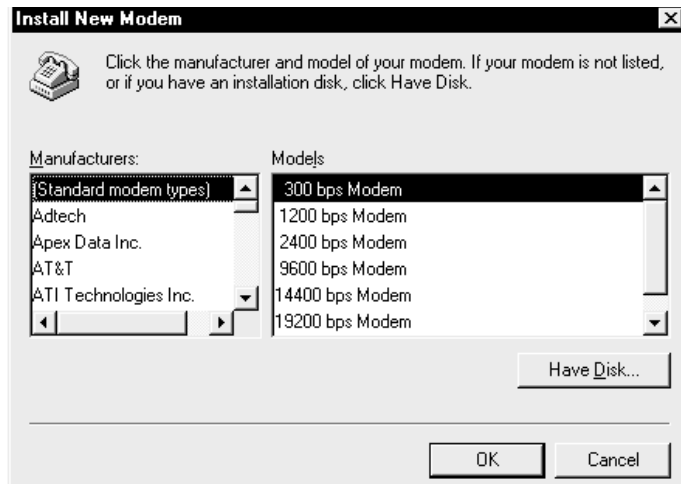 Install New Modem
Click the manufacturer and model of your modem. If your modem is not listed,
or if you have an installation disk, click Have Disk.
Manufacturers:
(Standard modem types)
Adtech
Apex Data Inc.
AT&T
ATI Technologies Inc.
Models
300 bps Modem
1200 bps Modem
2400 bps Modem
9600 bps Modem
14400 bps Modem
19200 bps Modem
Have Disk...
OK
Cancel